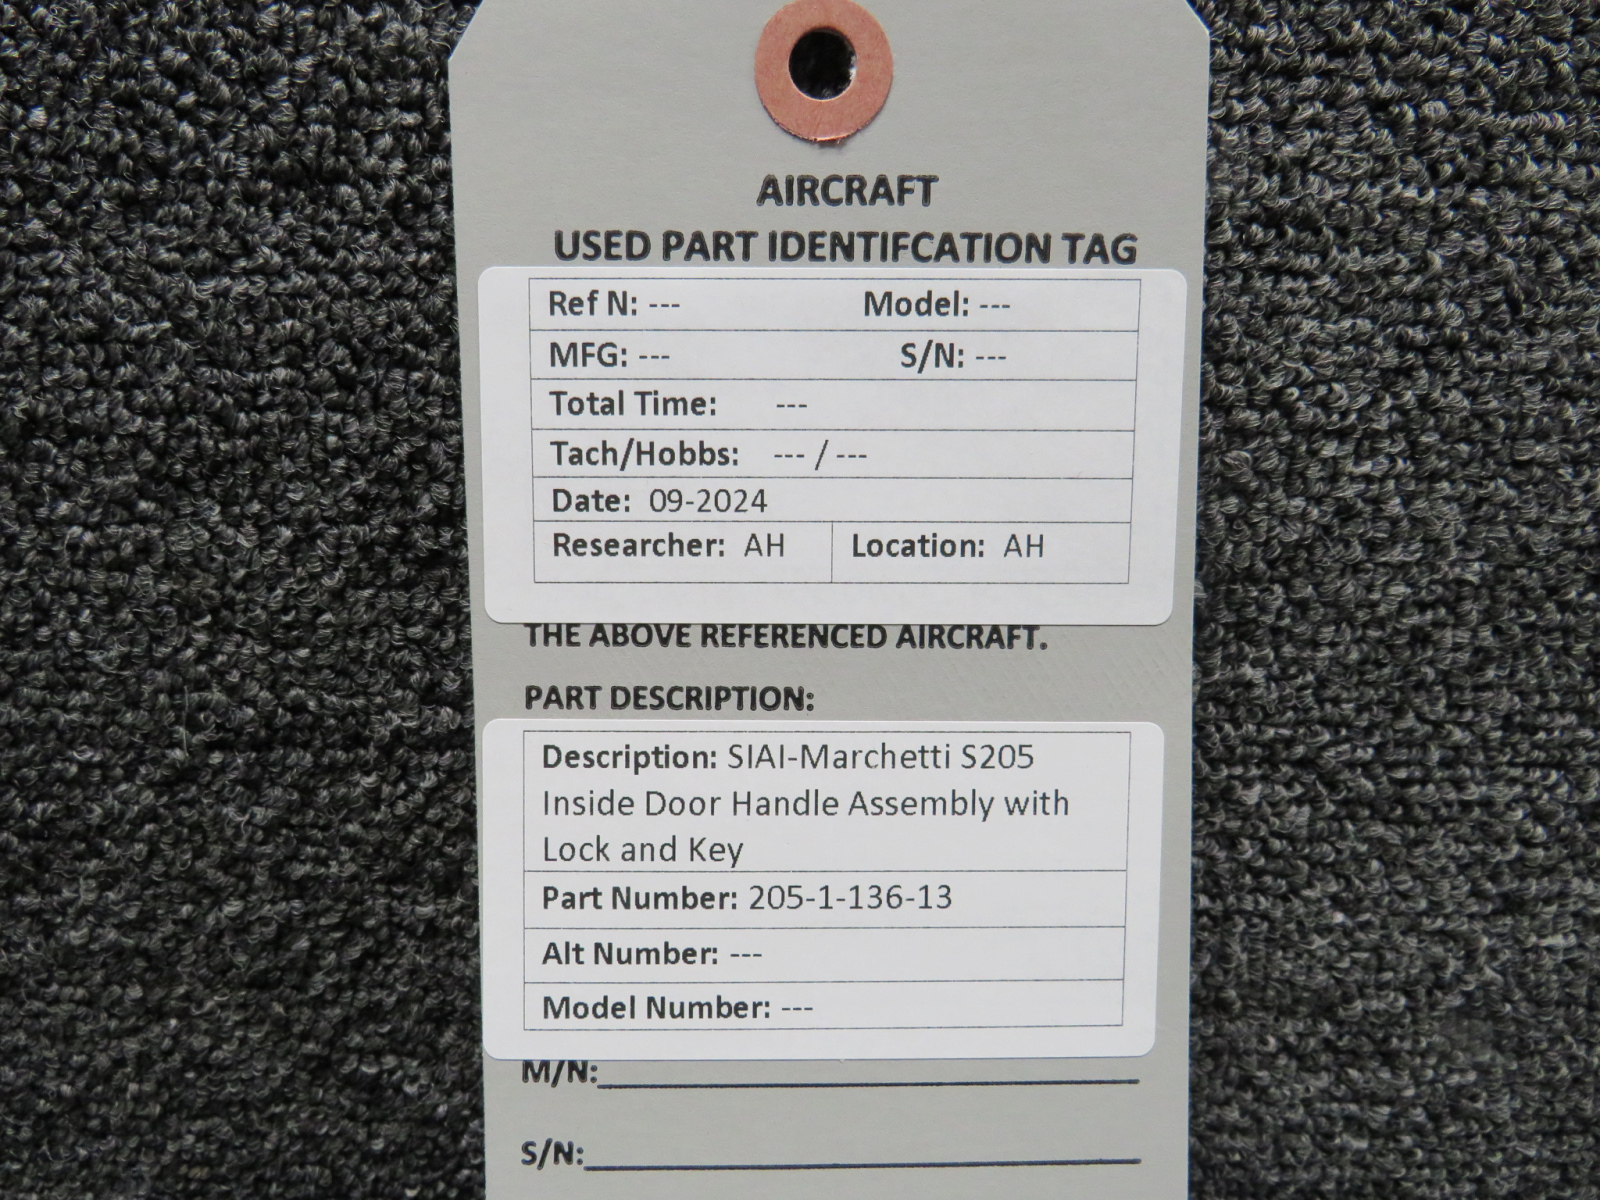 AIRCRAFT
USED PART IDENTIFCATION TAG
Ref N: --- Model: ---
MFG: --- S/N: ---
Total Time: ---
Tach/Hobbs: --- / ---
Date: 09-2024
Researcher: AH Location: AH
THE ABOVE REFERENCED AIRCRAFT.
PART DESCRIPTION:
Description: SIAI-Marchetti S205
Inside Door Handle Assembly with
Lock and Key
Part Number: 205-1-136-13
Alt Number: ---
Model Number: ---
M/N:
S/N: